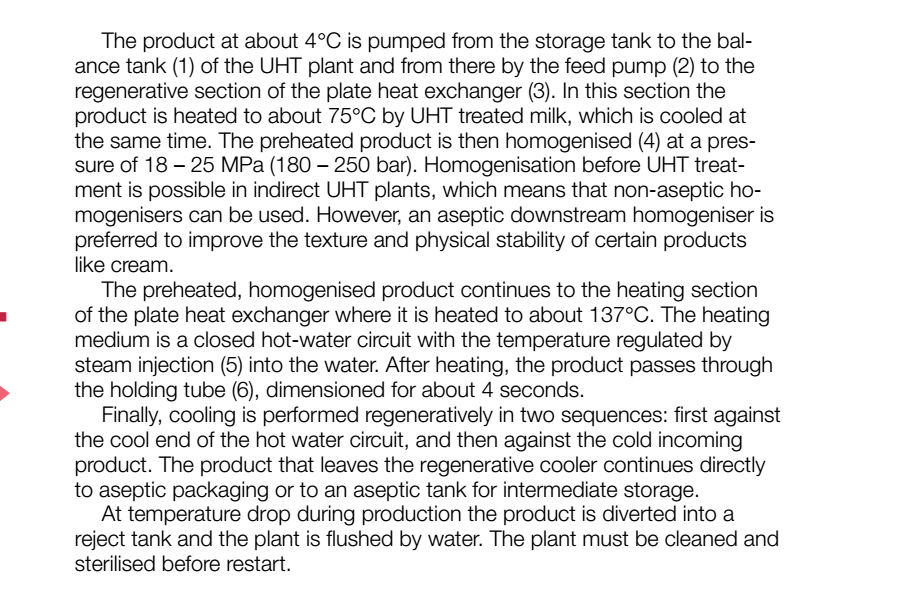 The product at about 4°C is pumped from the storage tank to the bal-
ance tank (1) of the UHT plant and from there by the feed pump (2) to the
regenerative section of the plate heat exchanger (3). In this section the
product is heated to about 75°C by UHT treated milk, which is cooled at
the same time. The preheated product is then homogenised (4) at a pres-
sure of 18 – 25 MPa (180 – 250 bar). Homogenisation before UHT treat-
ment is possible in indirect UHT plants, which means that non-aseptic ho-
mogenisers can be used. However, an aseptic downstream homogeniser is
preferred to improve the texture and physical stability of certain products
like cream.
The preheated, homogenised product continues to the heating section
of the plate heat exchanger where it is heated to about 137°C. The heating
medium is a closed hot-water circuit with the temperature regulated by
steam injection (5) into the water. After heating, the product passes through
the holding tube (6), dimensioned for about 4 seconds.
Finally, cooling is performed regeneratively in two sequences: first against
the cool end of the hot water circuit, and then against the cold incoming
product. The product that leaves the regenerative cooler continues directly
to aseptic packaging or to an aseptic tank for intermediate storage.
At temperature drop during production the product is diverted into a
reject tank and the plant is flushed by water. The plant must be cleaned and
sterilised before restart.